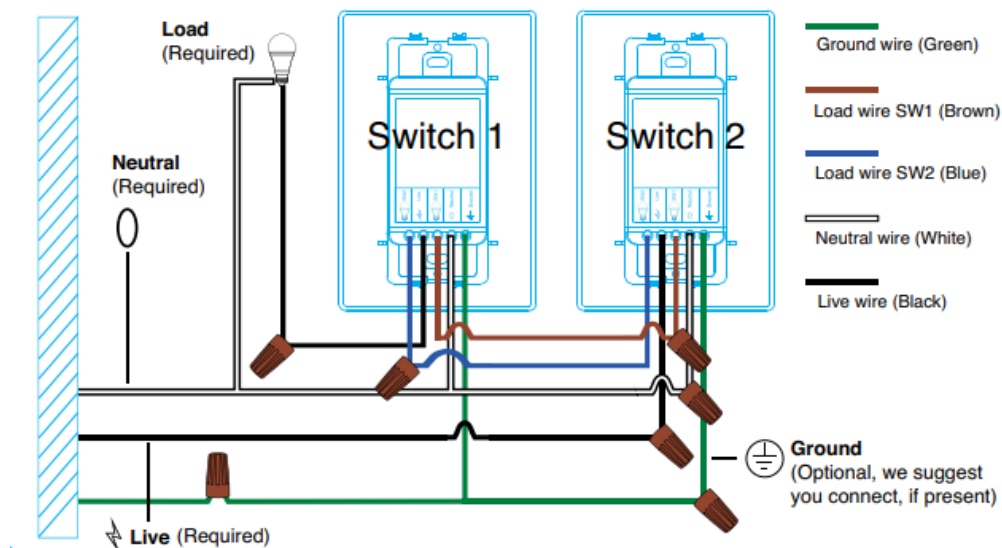 Load
(Required)
Neutral
(Required)
Switch 1
Switch 2
Ground wire (Green)
Load wire SW1 (Brown)
Load wire SW2 (Blue)
Neutral wire (White)
Live wire (Black)
Ground
(Optional, we suggest
you connect, if present)
Live (Required)